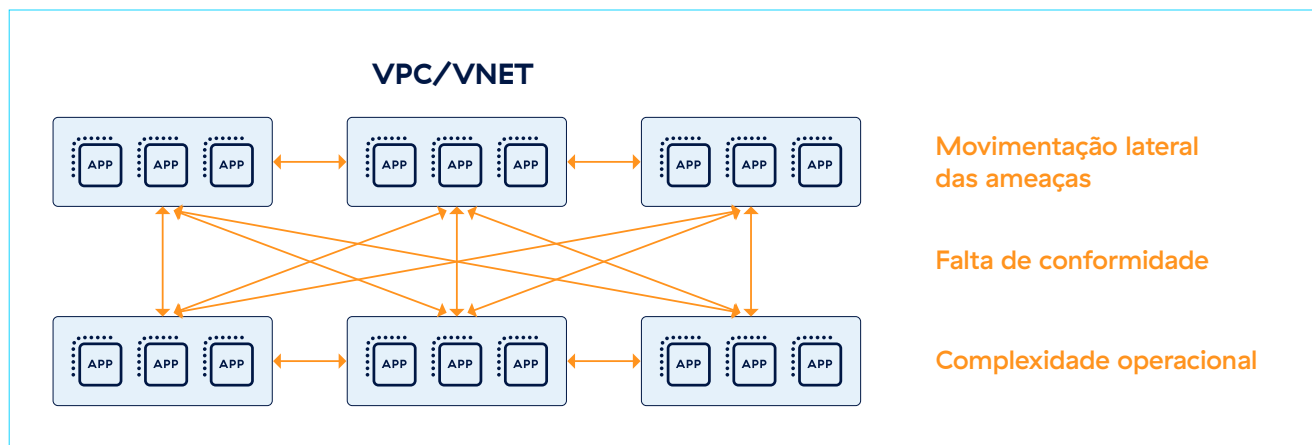 VPC/VNET
APP APP APP APP APP APP APP APP APP
Movimentação lateral
das ameaças
Falta de conformidade
APP APP APP APP APP APP APP APP APP
Complexidade operacional